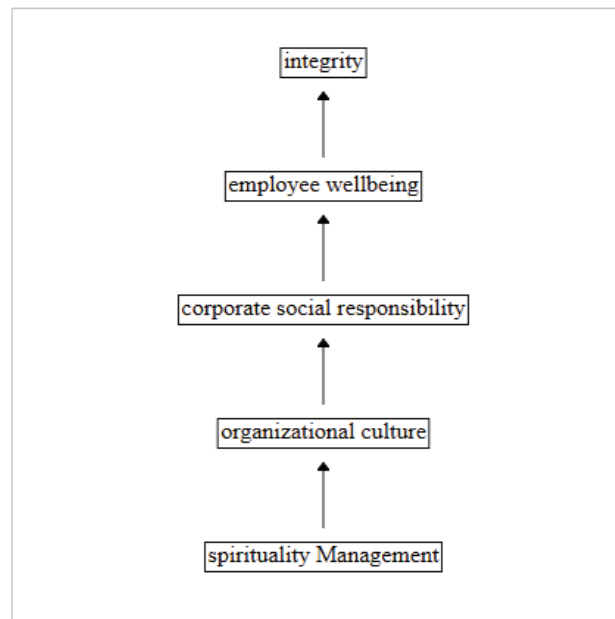 integrity
employee wellbeing
corporate social responsibility
organizational culture
spirituality Management